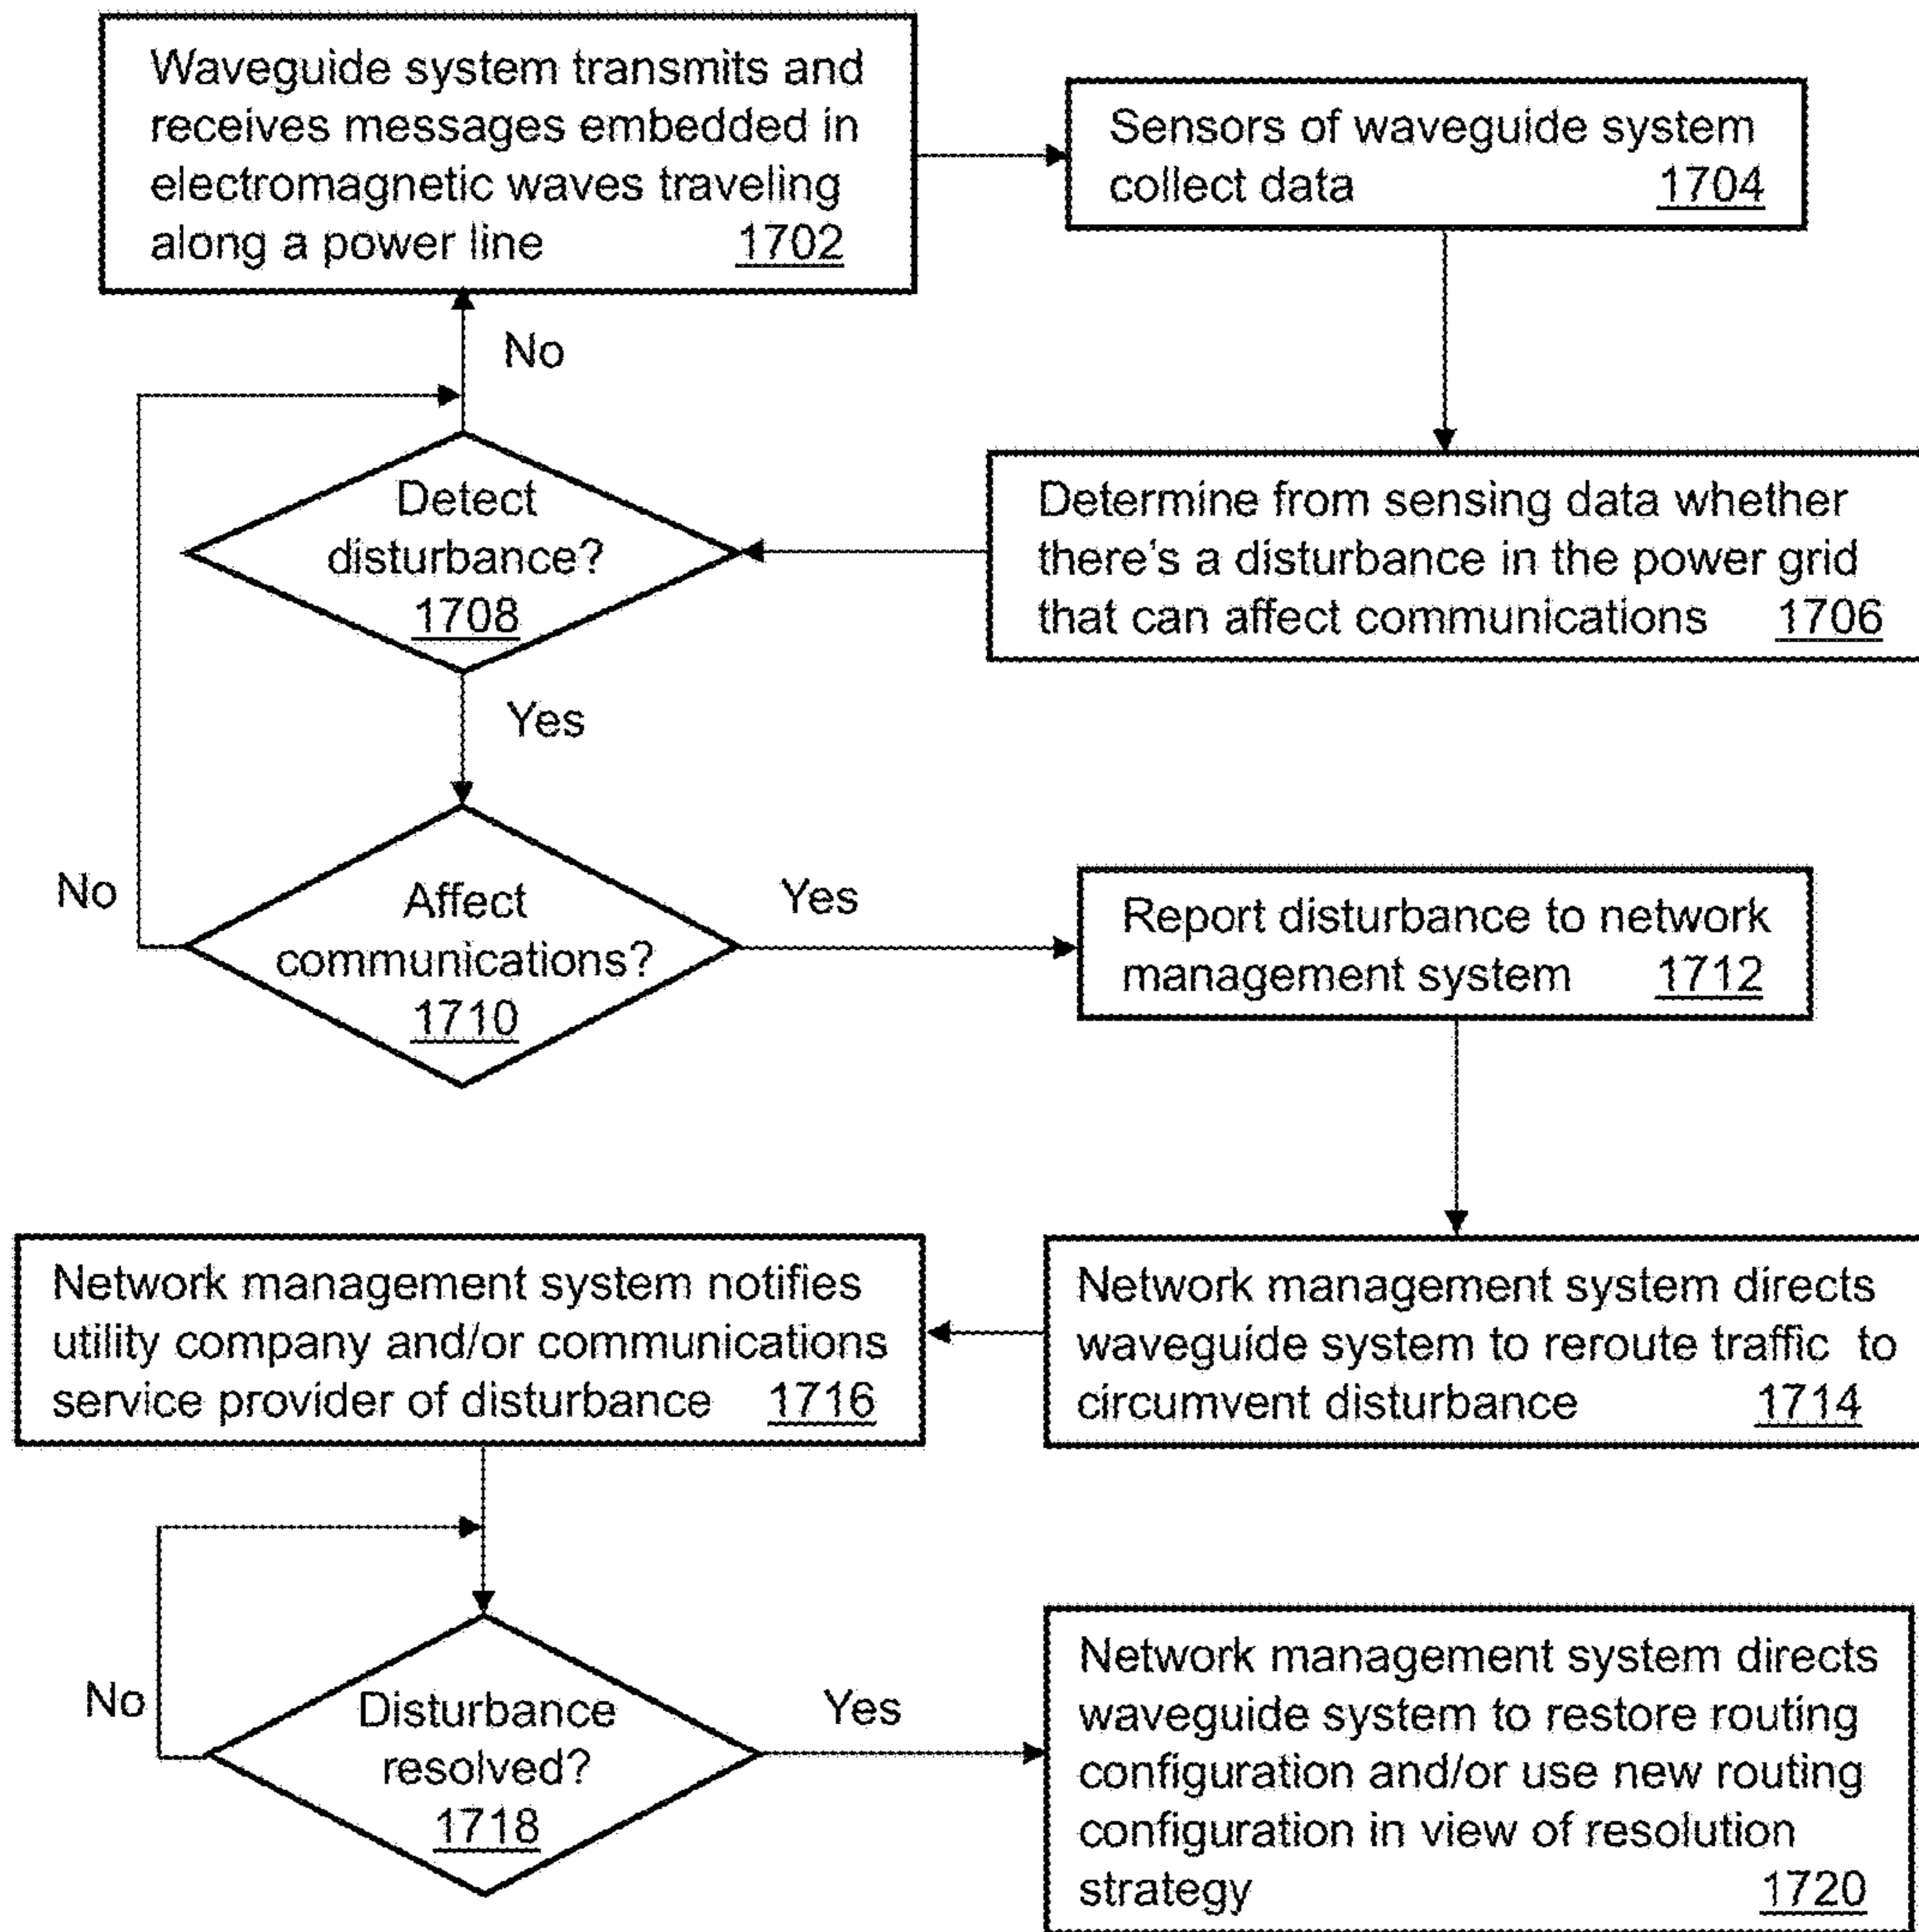 Waveguide system transmits and
receives messages embedded in
electromagnetic waves traveling
along a power line 1702
Sensors of waveguide system
collect data 1704
No
Detect
disturbance?
1708
Determine from sensing data whether
there's a disturbance in the power grid
that can affect communications 1706
Yes
No
Affect
communications?
1710
Yes
Report disturbance to network
management system 1712
Network management system directs
waveguide system to reroute traffic to
circumvent disturbance 1714
Network management system notifies
utility company and/or communications
service provider of disturbance 1716
No
Disturbance
resolved?
1718
Yes
Network management system directs
waveguide system to restore routing
configuration and/or use new routing
configuration in view of resolution
strategy 1720